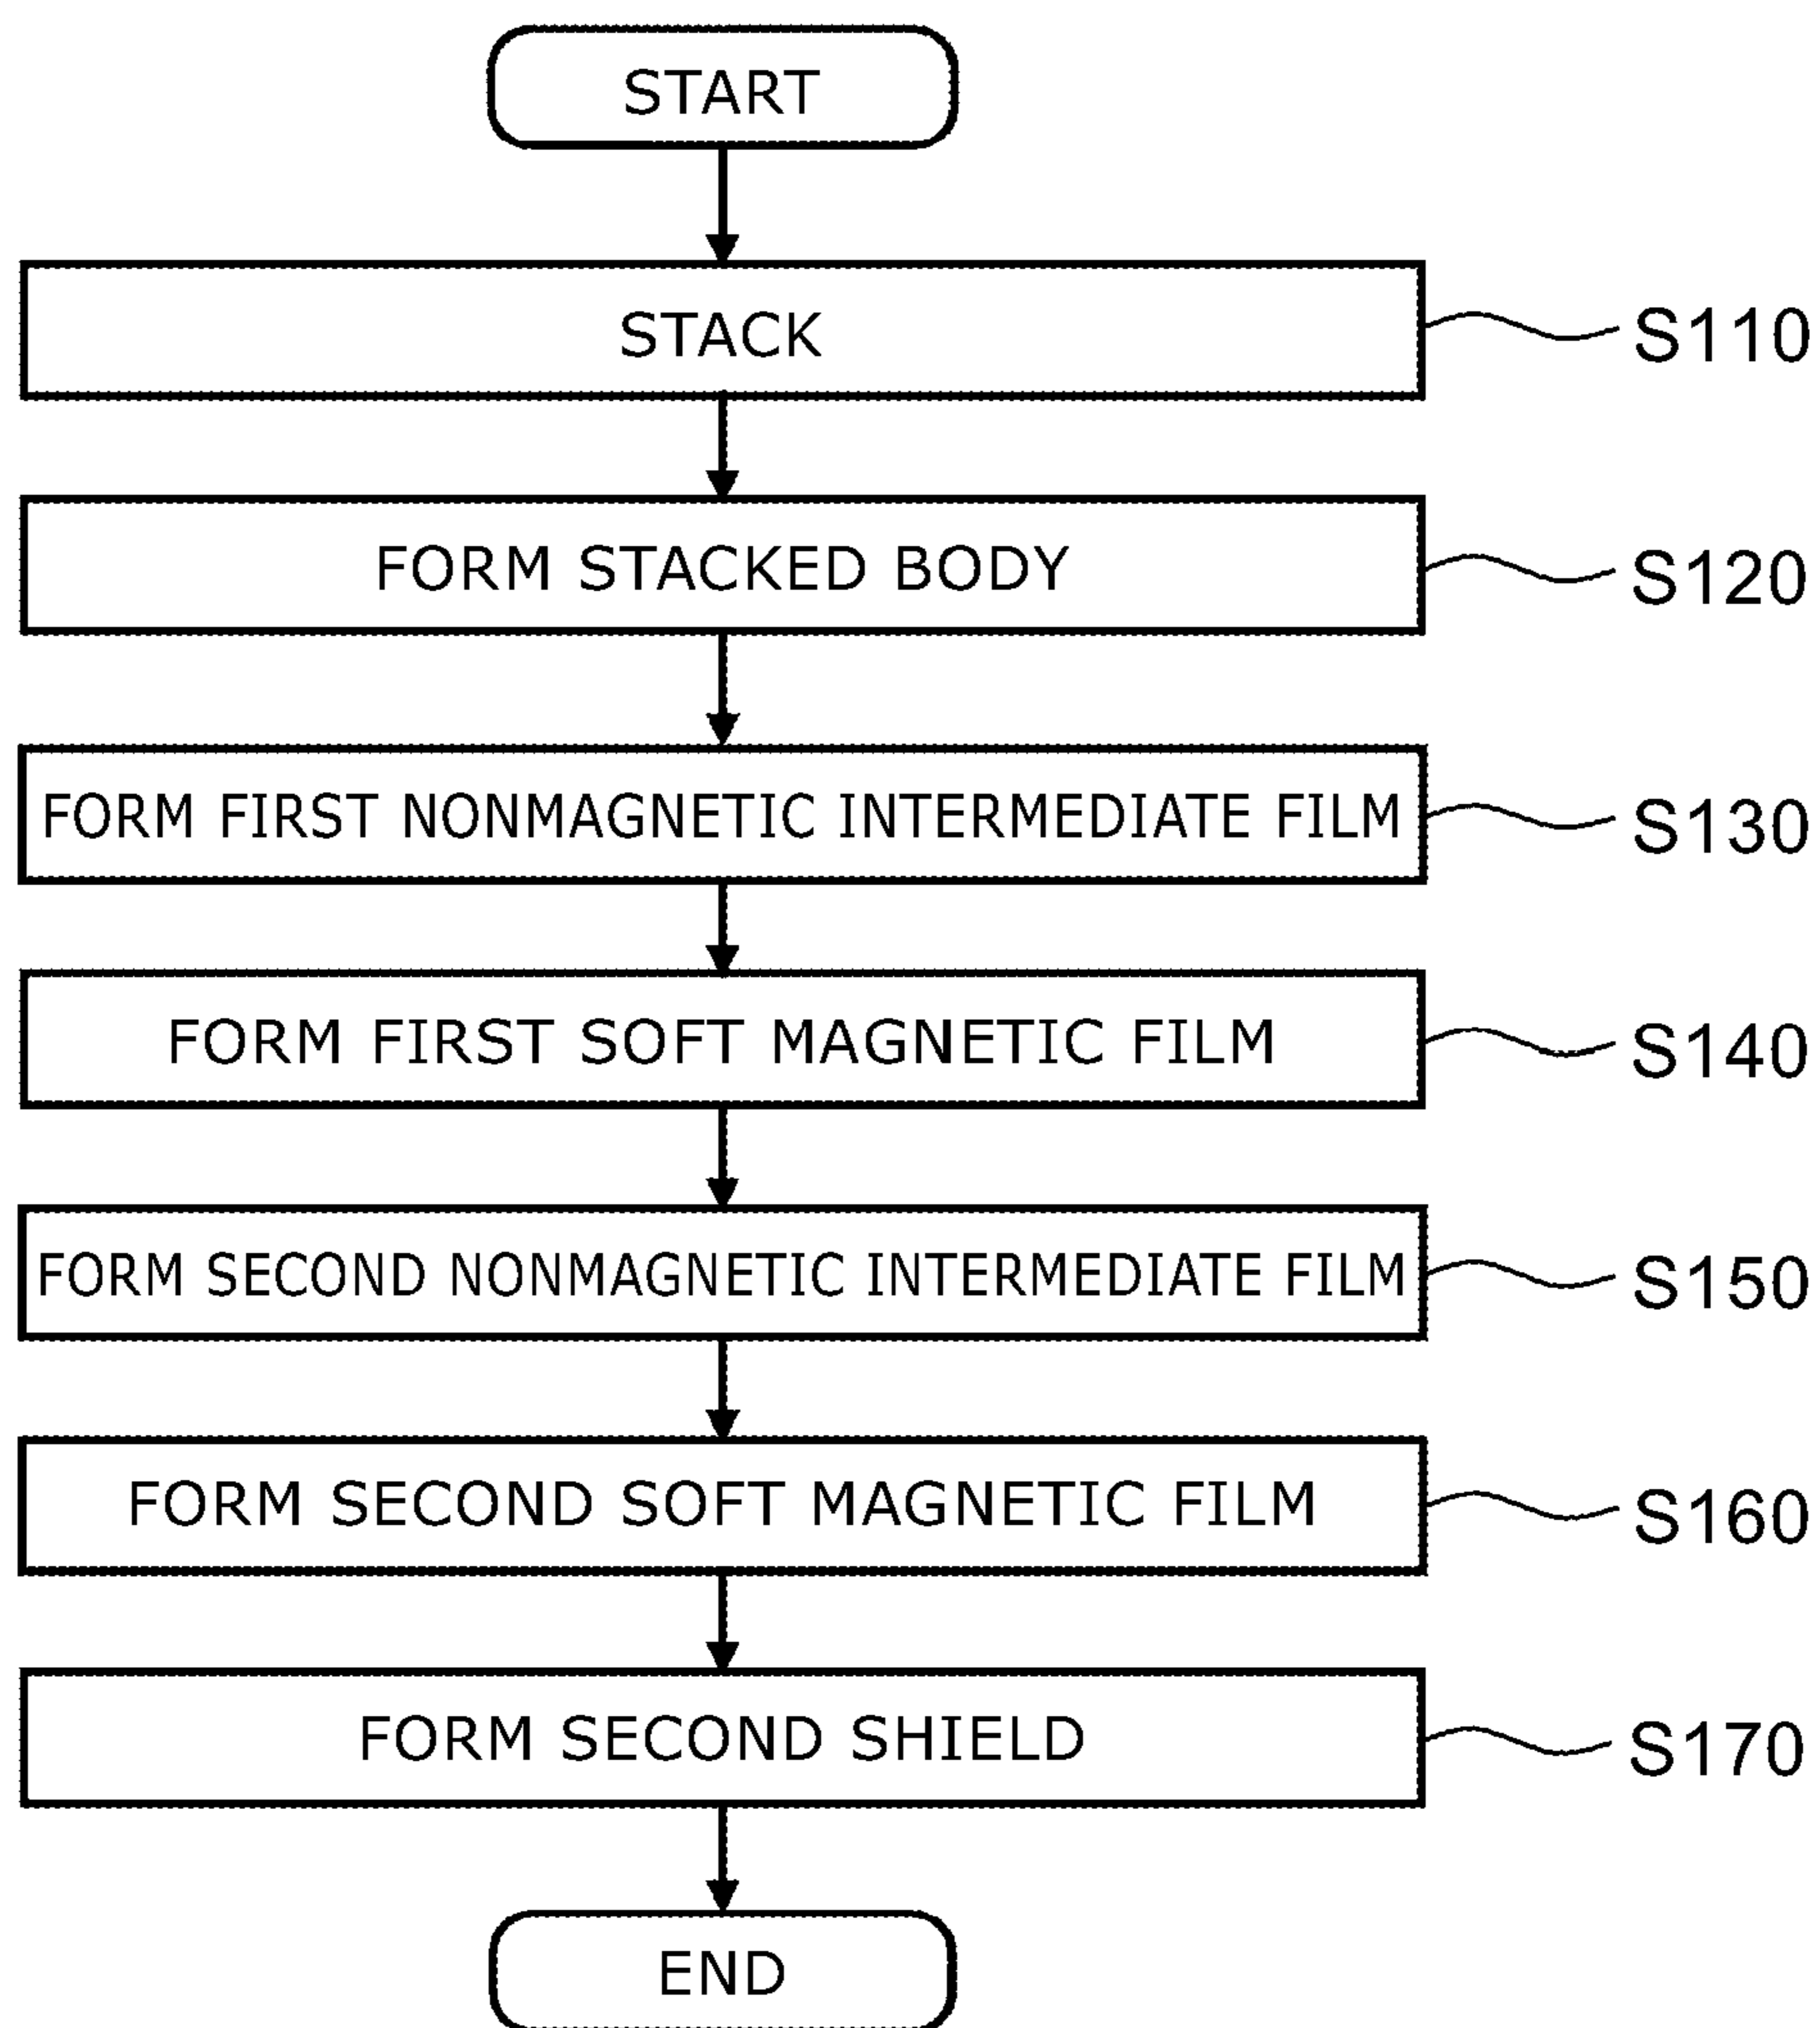 START
STACK
S110
FORM STACKED BODY
S120
FORM FIRST NONMAGNETIC INTERMEDIATE FILM
S130
FORM FIRST SOFT MAGNETIC FILM
S140
FORM SECOND NONMAGNETIC INTERMEDIATE FILM
S150
FORM SECOND SOFT MAGNETIC FILM
S160
FORM SECOND SHIELD
S170
END